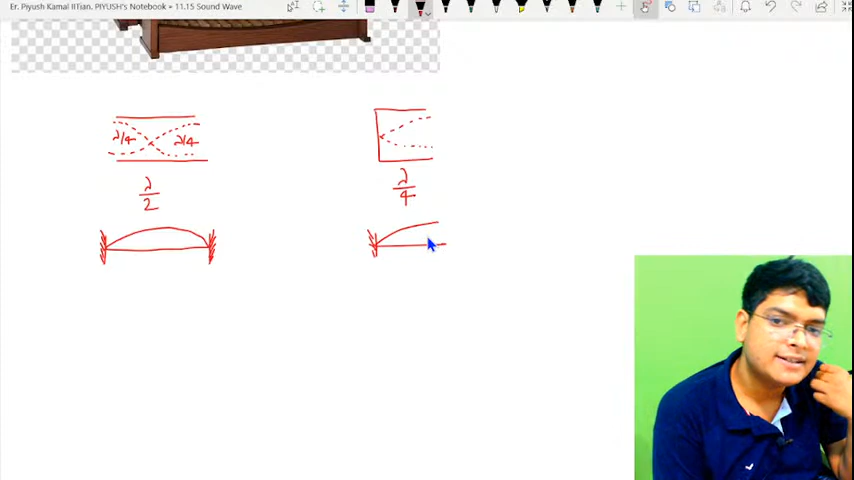 Er. Piyush Kamal IITian. PIYUSH's Notebook = 11.15 Sound Wave
λ/4 λ/4
λ/2
λ/4